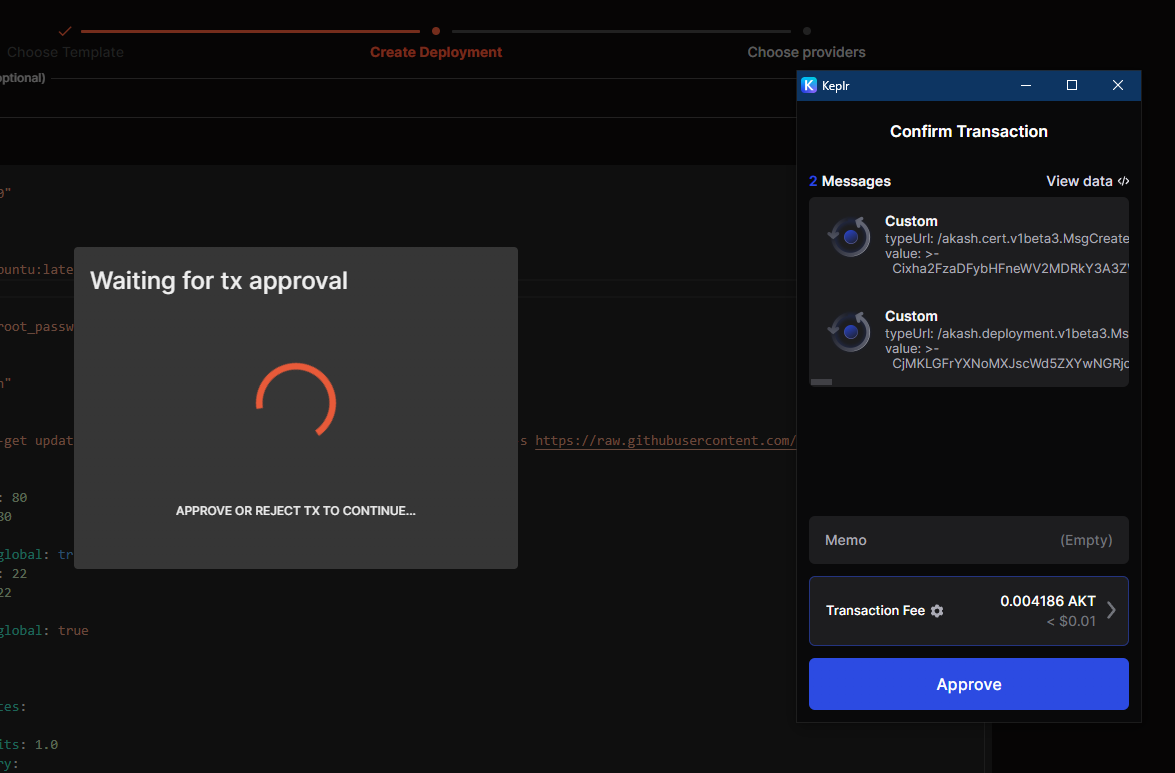 Choose Template
Create Deployment
Choose providers
optional)
0"
buntu:late
root_passw
n"
-get updat
s https://raw.githubusercontent.com/
: 80
80
global: tr
: 22
22
global: true
ces:
its: 1.0
ry:
Waiting for tx approval
APPROVE OR REJECT TX TO CONTINUE...
K Keplr
Confirm Transaction
2 Messages
View data </>
Custom
typeUrl: /akash.cert.v1beta3.MsgCreate
value: >-
Cixha2FzaDFybHFneWV2MDRkY3A3Z
Custom
typeUrl: /akash.deployment.v1beta3.Ms
value: >-
CjMKLGFrYXNoMXJscWd5ZXYwNGRjc
Memo
(Empty)
Transaction Fee
0.004186 AKT
< $0.01
Approve